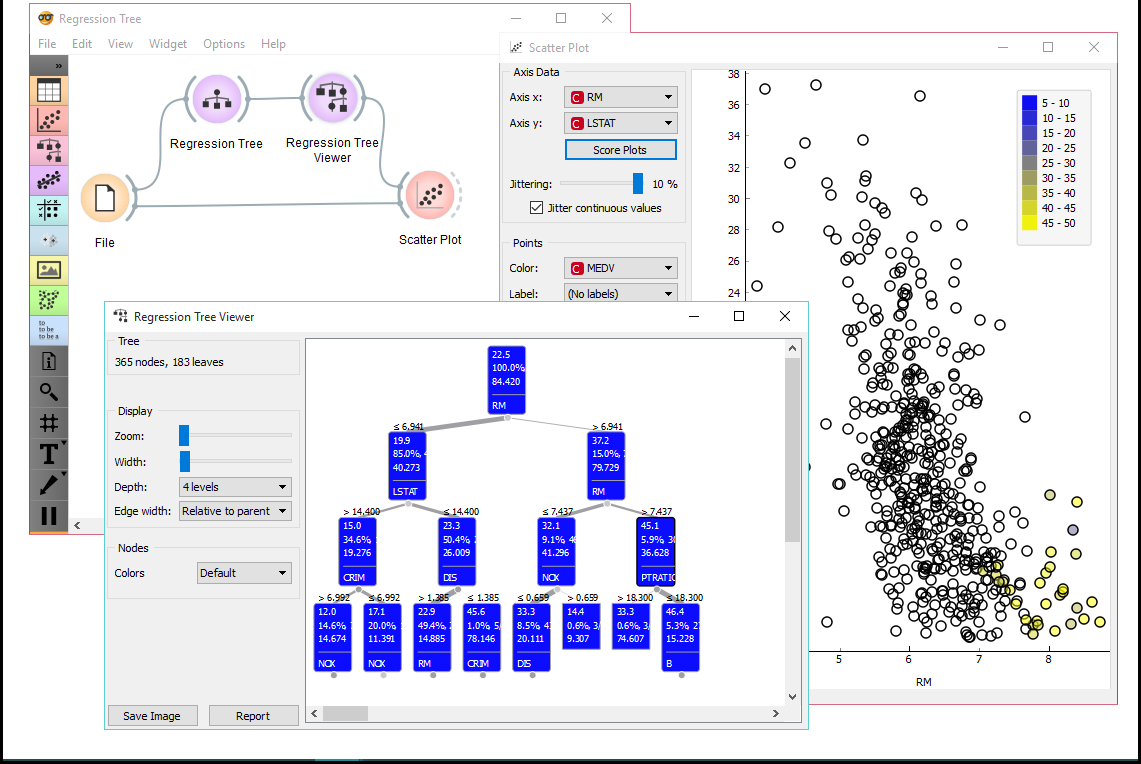 Regression Tree
File Edit View Widget Options Help
»
Regression Tree
Regression Tree
Viewer
File
Scatter Plot
to
to be
to be a
<
Scatter Plot
Axis Data
Axis x: C RM
Axis y: C LSTAT
Score Plots
Jittering: 10 %
Jitter continuous values
Points
Color: C MEDV
Label: (No labels)
38
36
34
32
30
28
26
24
5 - 10
10 - 15
15 - 20
20 - 25
25 - 30
30 - 35
35 - 40
40 - 45
45 - 50
5 6 7 8
RM
Regression Tree Viewer
Tree
365 nodes, 183 leaves
Display
Zoom:
Width:
Depth: 4 levels
Edge width: Relative to parent
Nodes
Colors Default
Save Image Report
22.5
100.0%,
84.420
RM
≤ 6.941 > 6.941
19.9
85.0%, 4
40.273
LSTAT
37.2
15.0%, 7
79.729
RM
> 14.400 ≤ 14.400 ≤ 7.437 > 7.437
15.0
34.6%
19.276
CRIM
23.3
50.4%
26.009
DIS
32.1
9.1%, 46
41.296
NOX
45.1
5.9%, 30
36.628
PTRATIO
> 6.992 ≤ 6.992 > 1.385 ≤ 1.385 ≤ 0.659 > 0.659 > 18.300 ≤ 18.300
12.0
14.6%
14.674
NOX
17.1
20.0%
11.391
NOX
22.9
49.4%
14.885
RM
45.6
1.0% 5/
78.146
CRIM
33.3
8.5%, 4
20.111
DIS
14.4
0.6%, 3/
9.307
33.3
0.6%, 3/
74.607
46.4
5.3%, 2
15.228
B